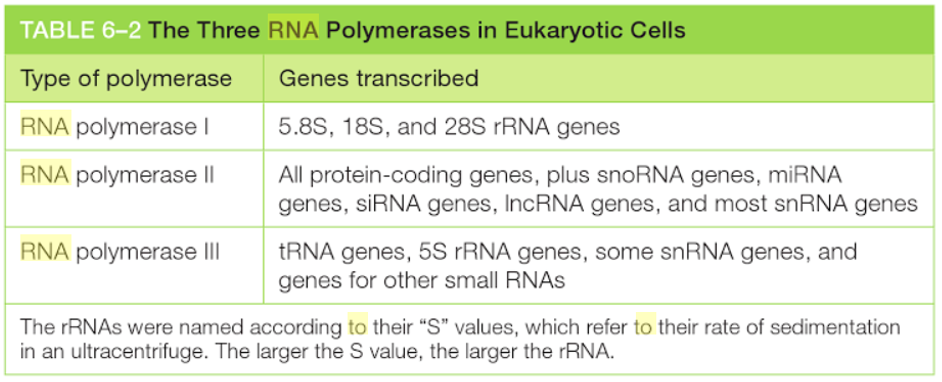 TABLE 6–2 The Three RNA Polymerases in Eukaryotic Cells
Type of polymerase Genes transcribed
RNA polymerase I 5.8S, 18S, and 28S rRNA genes
RNA polymerase II All protein-coding genes, plus snoRNA genes, miRNA
genes, siRNA genes, lncRNA genes, and most snRNA genes
RNA polymerase III tRNA genes, 5S rRNA genes, some snRNA genes, and
genes for other small RNAs
The rRNAs were named according to their “S” values, which refer to their rate of sedimentation
in an ultracentrifuge. The larger the S value, the larger the rRNA.